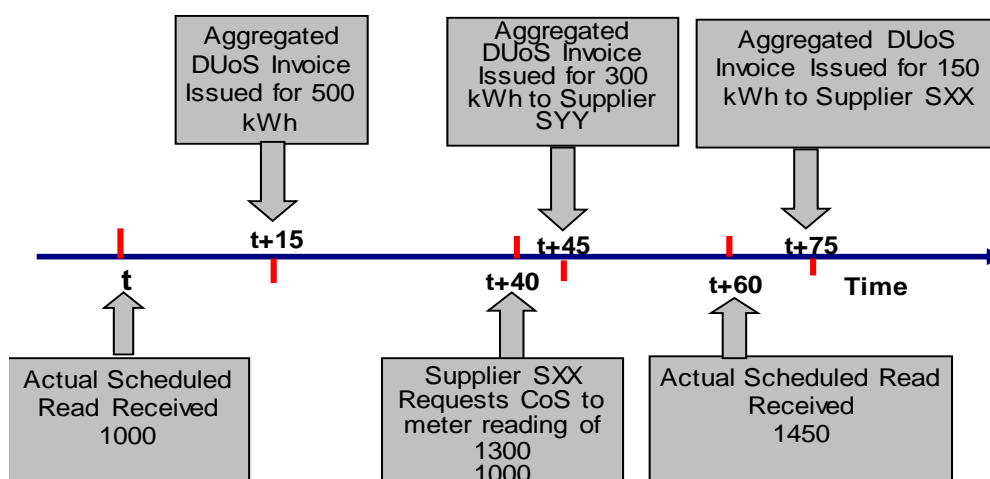 Aggregated
DUoS Invoice
Issued for 500
kWh
Aggregated
DUoS Invoice
Issued for 300
kWh to Supplier
SYY
Aggregated DUoS
Invoice Issued for 150
kWh to Supplier SXX
t+15
t+45
t+75
t
t+40
t+60
Time
Actual Scheduled
Read Received
1000
Supplier SXX
Requests CoS to
meter reading of
1300
1000
Actual Scheduled Read
Received
1450